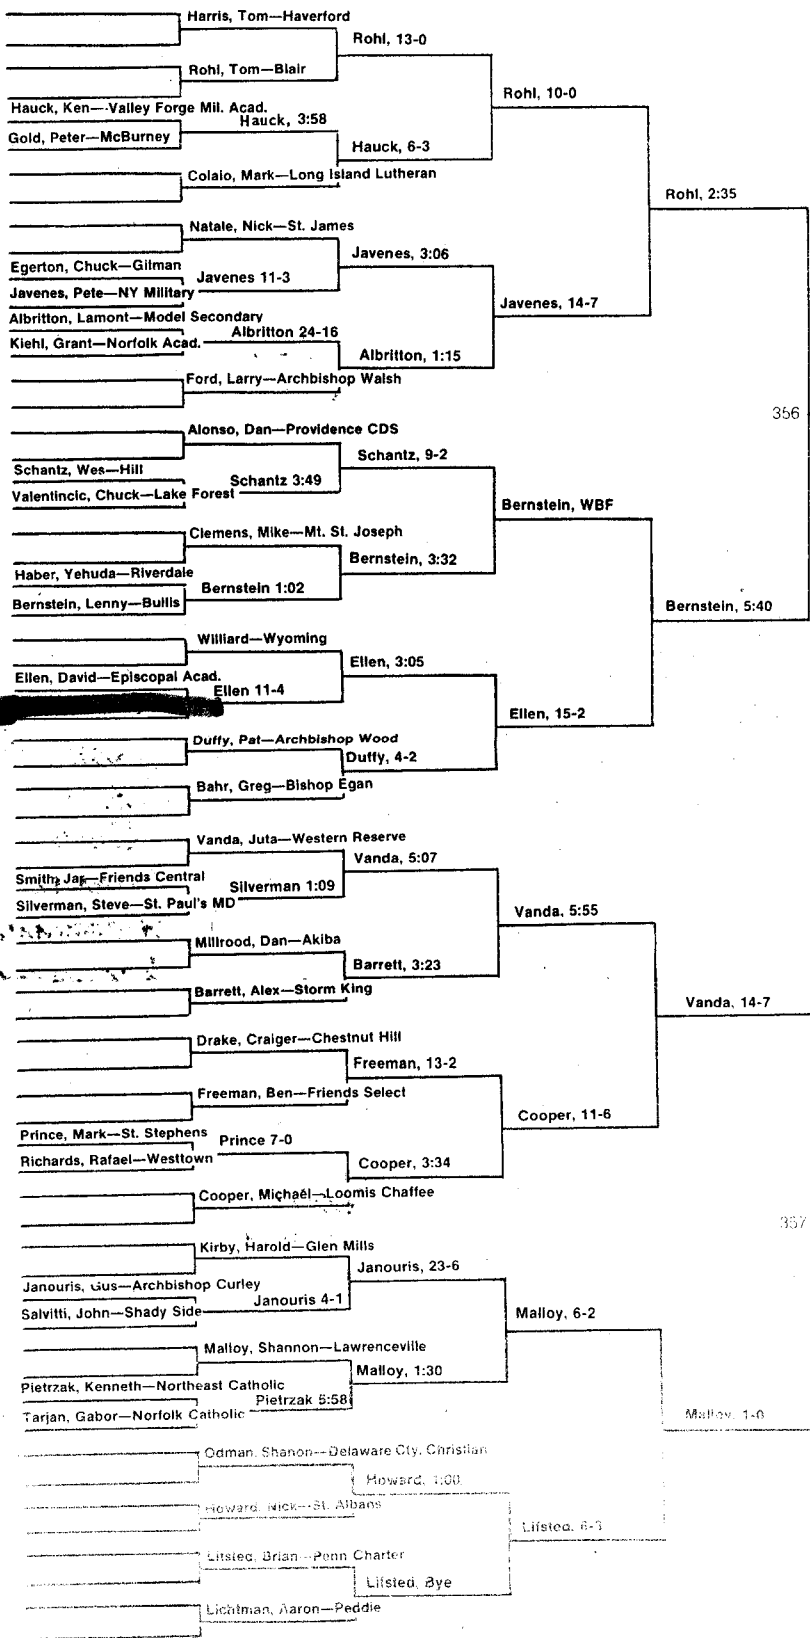 Harris, Tom—Haverford
Rohl, 13-0
Rohl, Tom—Blair
Rohl, 10-0
Hauck, Ken—Valley Forge Mil. Acad.
Hauck, 3:58
Gold, Peter—McBurney
Hauck, 6-3
Colaio, Mark—Long Island Lutheran
Rohl, 2:35
Natale, Nick—St. James
Javenes, 3:06
Egerton, Chuck—Gilman
Javenes 11-3
Javenes, Pete—NY Military
Javenes, 14-7
Albritton, Lamont—Model Secondary
Albritton 24-16
Kiehl, Grant—Norfolk Acad.
Albritton, 1:15
Ford, Larry—Archbishop Walsh
356
Alonso, Dan—Providence CDS
Schantz, 9-2
Schantz, Wes—Hill
Schantz 3:49
Valentincic, Chuck—Lake Forest
Bernstein, WBF
Clemens, Mike—Mt. St. Joseph
Bernstein, 3:32
Haber, Yehuda—Riverdale
Bernstein 1:02
Bernstein, Lenny—Bullis
Bernstein, 5:40
Williard—Wyoming
Ellen, 3:05
Ellen, David—Episcopal Acad.
Ellen 11-4
Ellen, 15-2
Duffy, Pat—Archbishop Wood
Duffy, 4-2
Bahr, Greg—Bishop Egan
Vanda, Juta—Western Reserve
Vanda, 5:07
Smith, Jay—Friends Central
Silverman 1:09
Silverman, Steve—St. Paul's MD
Vanda, 5:55
Millrood, Dan—Akiba
Barrett, 3:23
Barrett, Alex—Storm King
Vanda, 14-7
Drake, Craiger—Chestnut Hill
Freeman, 13-2
Freeman, Ben—Friends Select
Cooper, 11-6
Prince, Mark—St. Stephens
Prince 7-0
Richards, Rafael—Westtown
Cooper, 3:34
Cooper, Michael—Loomis Chaffee
357
Kirby, Harold—Glen Mills
Janouris, 23-6
Janouris, Gus—Archbishop Curley
Janouris 4-1
Salvitti, John—Shady Side
Malloy, 6-2
Malloy, Shannon—Lawrenceville
Malloy, 1:30
Pietrzak, Kenneth—Northeast Catholic
Pietrzak 5:58
Tarjan, Gabor—Norfolk Catholic
Malloy, 1-0
Odman, Shanon—Delaware Cty. Christian
Howard, 1:00
Howard, Nick—St. Albans
Lifsted, 6-3
Lifsted, Brian—Penn Charter
Lifsted, Bye
Lichtman, Aaron—Peddie